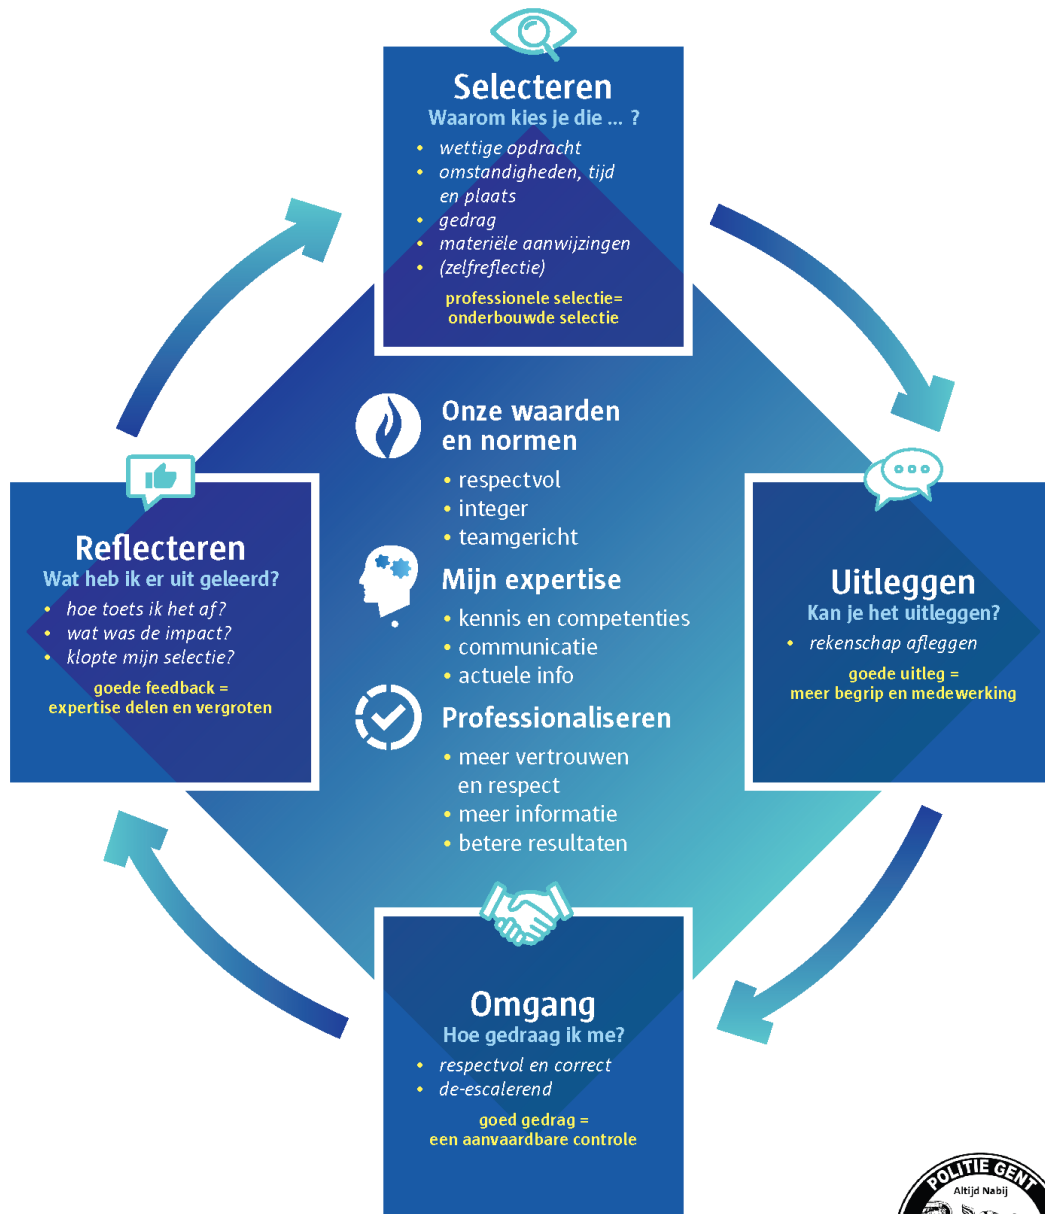 Selecteren
Waarom kies je die ... ?
• wettige opdracht
• omstandigheden, tijd
en plaats
• gedrag
• materiële aanwijzingen
• (zelfreflectie)
professionele selectie=
onderbouwde selectie
Onze waarden
en normen
• respectvol
• integer
• teamgericht
Mijn expertise
• kennis en competenties
• communicatie
• actuele info
Professionaliseren
• meer vertrouwen
en respect
• meer informatie
• betere resultaten
Reflecteren
Wat heb ik er uit geleerd?
• hoe toets ik het af?
• wat was de impact?
• klopte mijn selectie?
goede feedback =
expertise delen en vergroten
Uitleggen
Kan je het uitleggen?
• rekenschap afleggen
goede uitleg =
meer begrip en medewerking
Omgang
Hoe gedraag ik me?
• respectvol en correct
• de-escalerend
goed gedrag =
een aanvaardbare controle
POLITIE GENT
Altijd Nabij